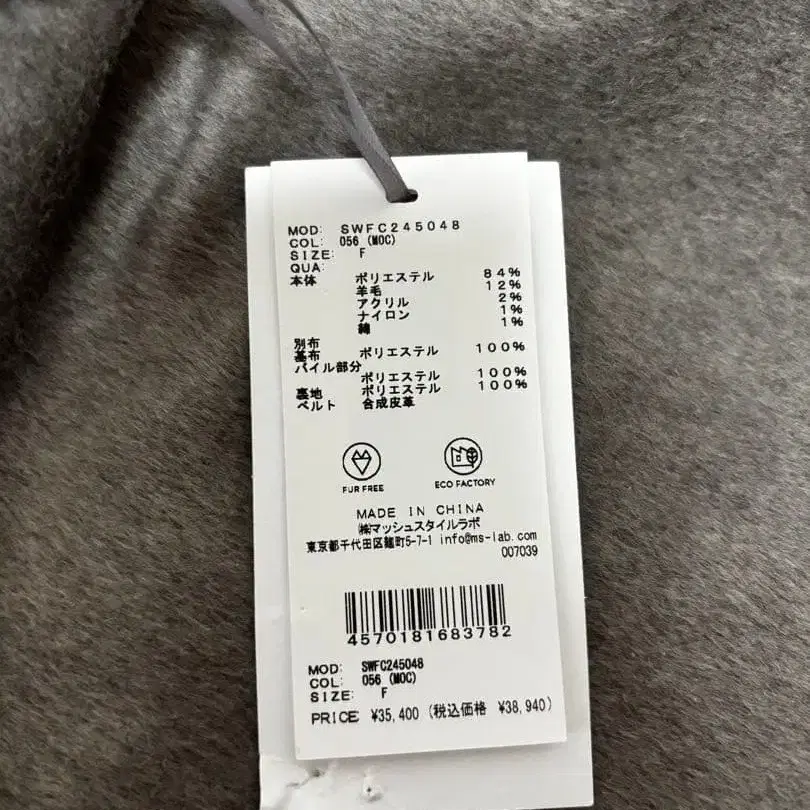 MOD: SWFC245048
COL: 056 (MOC)
SIZE: F
QUA:
本体 ポリエステル 84%
羊毛 12%
アクリル 2%
ナイロン 1%
綿 1%
別布
基布 ポリエステル 100%
パイル部分
ポリエステル 100%
裏地 ポリエステル 100%
ベルト 合成皮革
FUR FREE ECO FACTORY
MADE IN CHINA
㈱マッシュスタイルラボ
東京都千代田区麹町5-7-1 info@ms-lab.com
007039
4570181683782
MOD: SWFC245048
COL: 056 (MOC)
SIZE: F
PRICE: ¥35,400 (税込価格 ¥38,940)